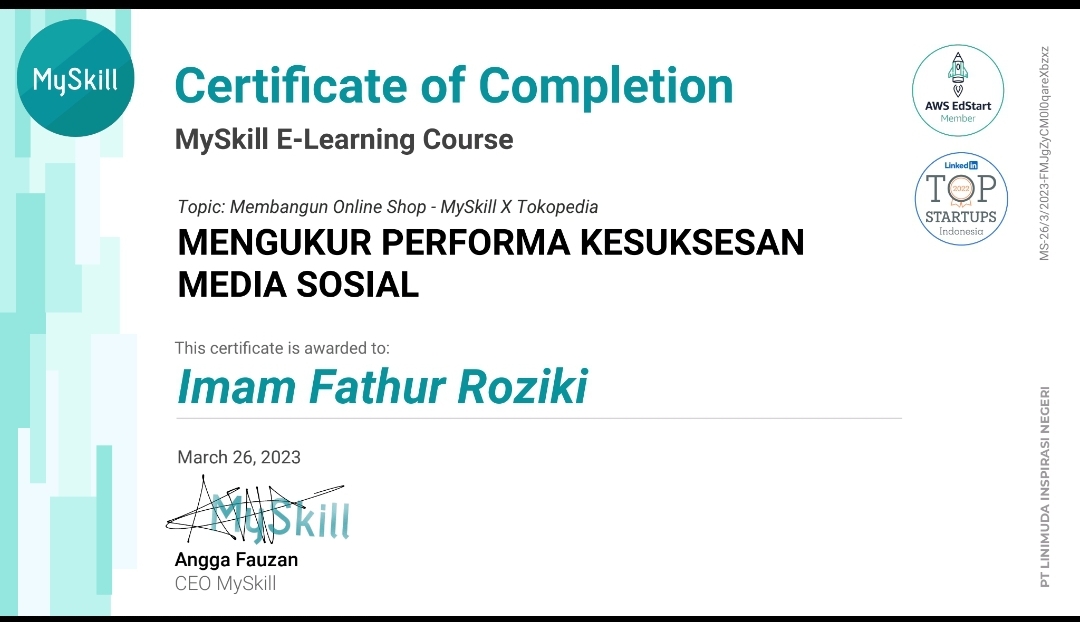 MySkill
Certificate of Completion
MySkill E-Learning Course
Topic: Membangun Online Shop - MySkill X Tokopedia
MENGUKUR PERFORMA KESUKSESAN
MEDIA SOSIAL
This certificate is awarded to:
Imam Fathur Roziki
March 26, 2023
MySkill
Angga Fauzan
CEO MySkill
AWS EdStart
Member
LinkedIn
TOP
2022
STARTUPS
Indonesia
MS-26/3/2023-FMJgZyCM0l0qareXbzxz
PT LINIMUDA INSPIRASI NEGERI